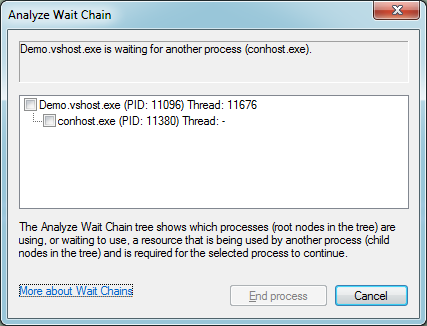 Analyze Wait Chain
Demo.vshost.exe is waiting for another process (conhost.exe).
Demo.vshost.exe (PID: 11096) Thread: 11676
conhost.exe (PID: 11380) Thread: -
The Analyze Wait Chain tree shows which processes (root nodes in the tree) are
using, or waiting to use, a resource that is being used by another process (child
nodes in the tree) and is required for the selected process to continue.
More about Wait Chains
End process
Cancel